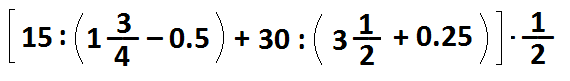 [ 15 : ( 1 3/4 – 0.5 ) + 30 : ( 3 1/2 + 0.25 ) ] · 1/2